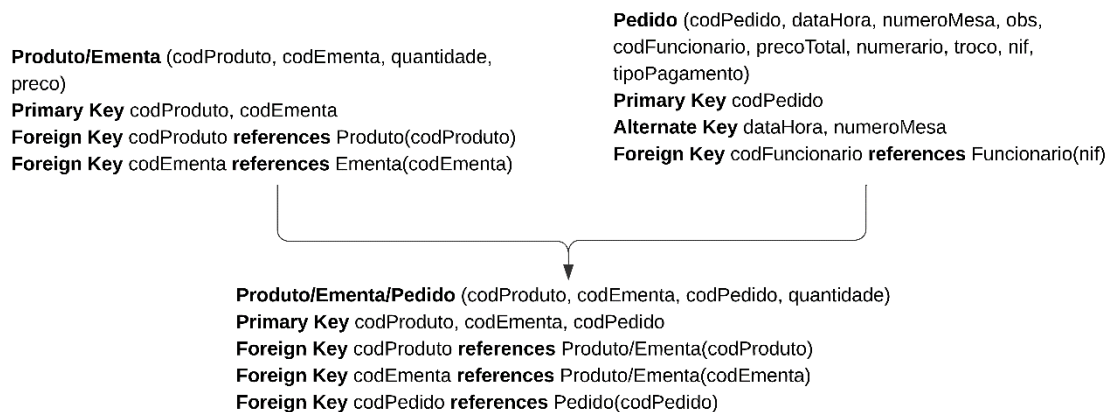 Produto/Ementa (codProduto, codEmenta, quantidade,
preco)
Primary Key codProduto, codEmenta
Foreign Key codProduto references Produto(codProduto)
Foreign Key codEmenta references Ementa(codEmenta)
Pedido (codPedido, dataHora, numeroMesa, obs,
codFuncionario, precoTotal, numerario, troco, nif,
tipoPagamento)
Primary Key codPedido
Alternate Key dataHora, numeroMesa
Foreign Key codFuncionario references Funcionario(nif)
Produto/Ementa/Pedido (codProduto, codEmenta, codPedido, quantidade)
Primary Key codProduto, codEmenta, codPedido
Foreign Key codProduto references Produto/Ementa(codProduto)
Foreign Key codEmenta references Produto/Ementa(codEmenta)
Foreign Key codPedido references Pedido(codPedido)